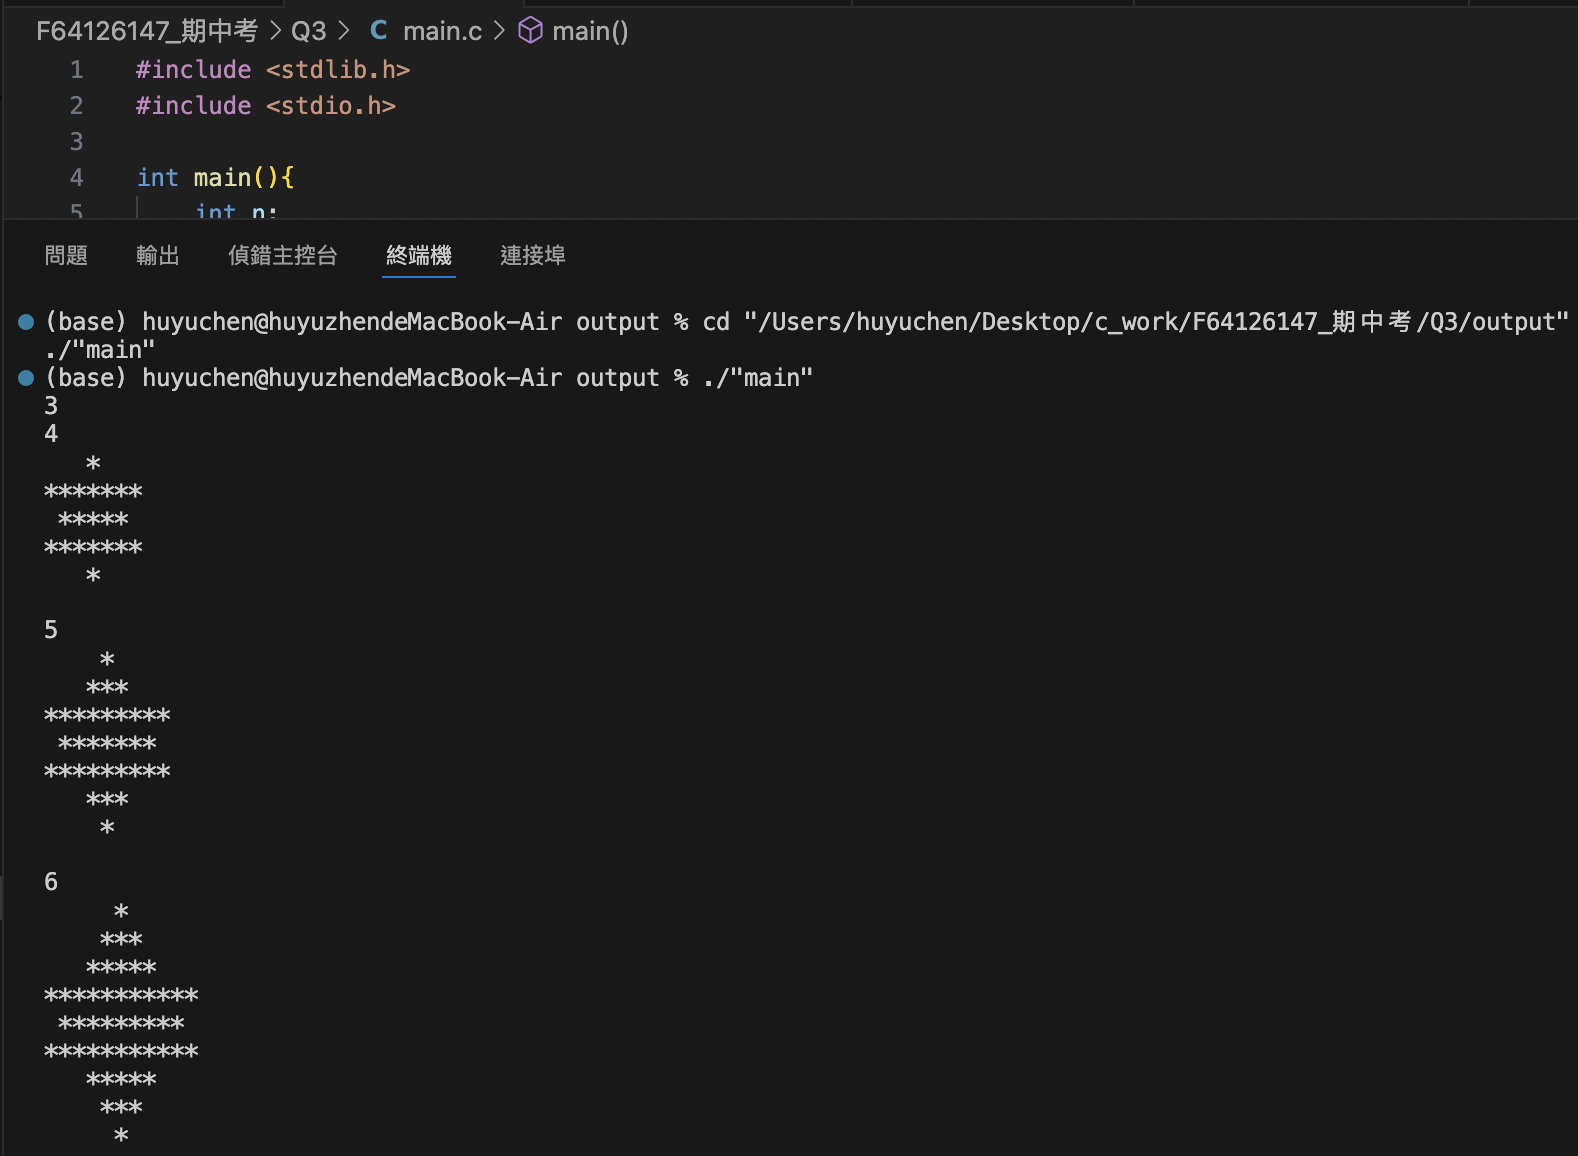 F64126147_期中考 > Q3 > C main.c > main()
1 #include <stdlib.h>
2 #include <stdio.h>
3
4 int main(){
5     int n;
問題 輸出 偵錯主控台 終端機 連接埠
(base) huyuchen@huyuzhendeMacBook-Air output % cd "/Users/huyuchen/Desktop/c_work/F64126147_期中考/Q3/output"
./"main"
(base) huyuchen@huyuzhendeMacBook-Air output % ./"main"
3
4
   *
*******
 *****
*******
   *

5
    *
   ***
*********
 *******
*********
   ***
    *

6
     *
    ***
   *****
***********
 *********
***********
   *****
    ***
     *